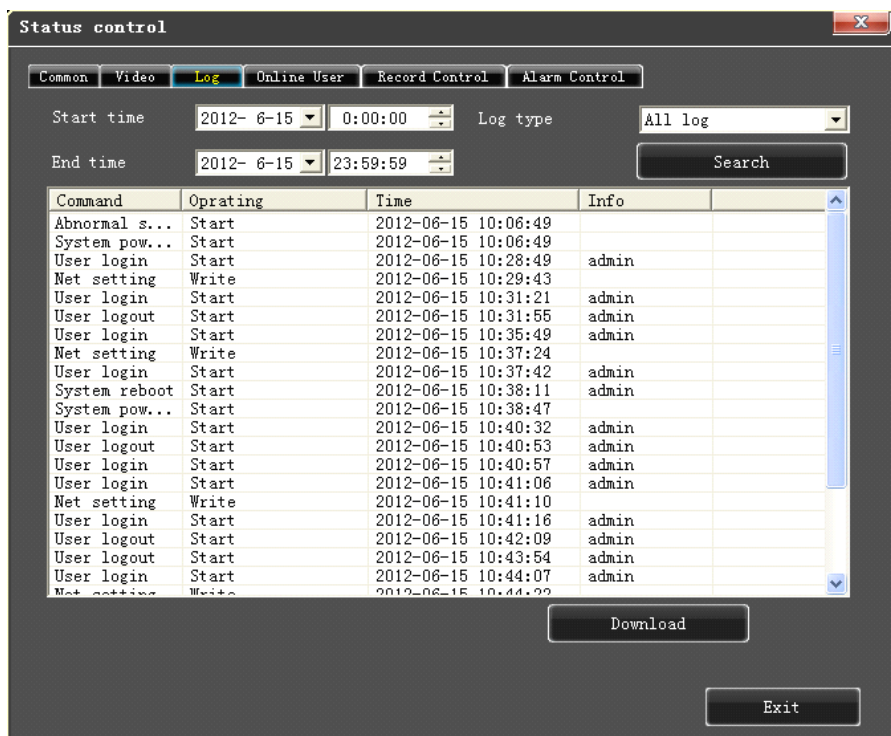 Status control
Common Video Log Online User Record Control Alarm Control
Start time 2012- 6-15 0:00:00 Log type All log
End time 2012- 6-15 23:59:59 Search
Command Oprating Time Info
Abnormal s... Start 2012-06-15 10:06:49
System pow... Start 2012-06-15 10:06:49
User login Start 2012-06-15 10:28:49 admin
Net setting Write 2012-06-15 10:29:43
User login Start 2012-06-15 10:31:21 admin
User logout Start 2012-06-15 10:31:55 admin
User login Start 2012-06-15 10:35:49 admin
Net setting Write 2012-06-15 10:37:24
User login Start 2012-06-15 10:37:42 admin
System reboot Start 2012-06-15 10:38:11 admin
System pow... Start 2012-06-15 10:38:47
User login Start 2012-06-15 10:40:32 admin
User logout Start 2012-06-15 10:40:53 admin
User login Start 2012-06-15 10:40:57 admin
User login Start 2012-06-15 10:41:06 admin
Net setting Write 2012-06-15 10:41:10
User login Start 2012-06-15 10:41:16 admin
User logout Start 2012-06-15 10:42:09 admin
User logout Start 2012-06-15 10:43:54 admin
User login Start 2012-06-15 10:44:07 admin
Net setting Write 2012-06-15 10:44:22
Download
Exit